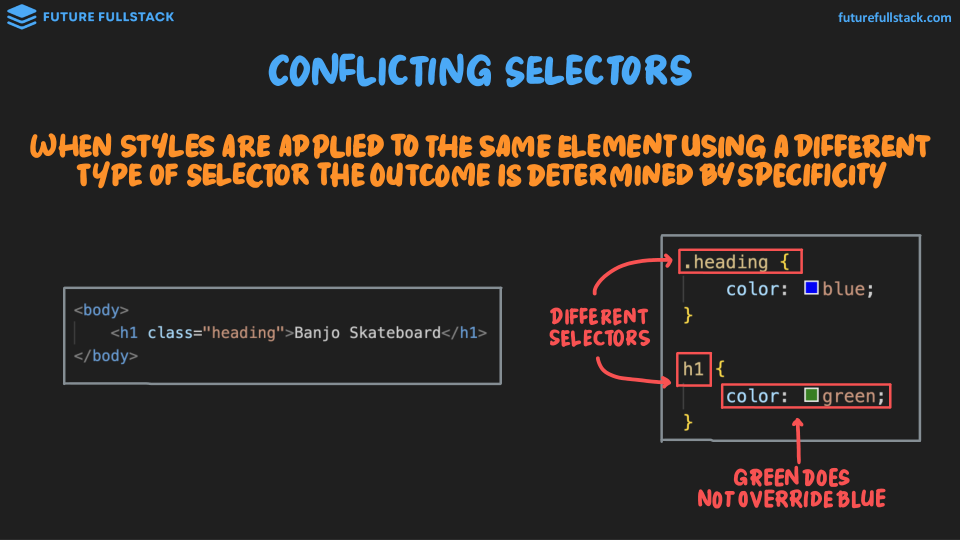 FUTURE FULLSTACK
futurefullstack.com
CONFLICTING SELECTORS
WHEN STYLES ARE APPLIED TO THE SAME ELEMENT USING A DIFFERENT
TYPE OF SELECTOR THE OUTCOME IS DETERMINED BY SPECIFICITY
<body>
<h1 class="heading">Banjo Skateboard</h1>
</body>
DIFFERENT
SELECTORS
.heading {
color: blue;
}
h1 {
color: green;
}
GREEN DOES
NOT OVERRIDE BLUE